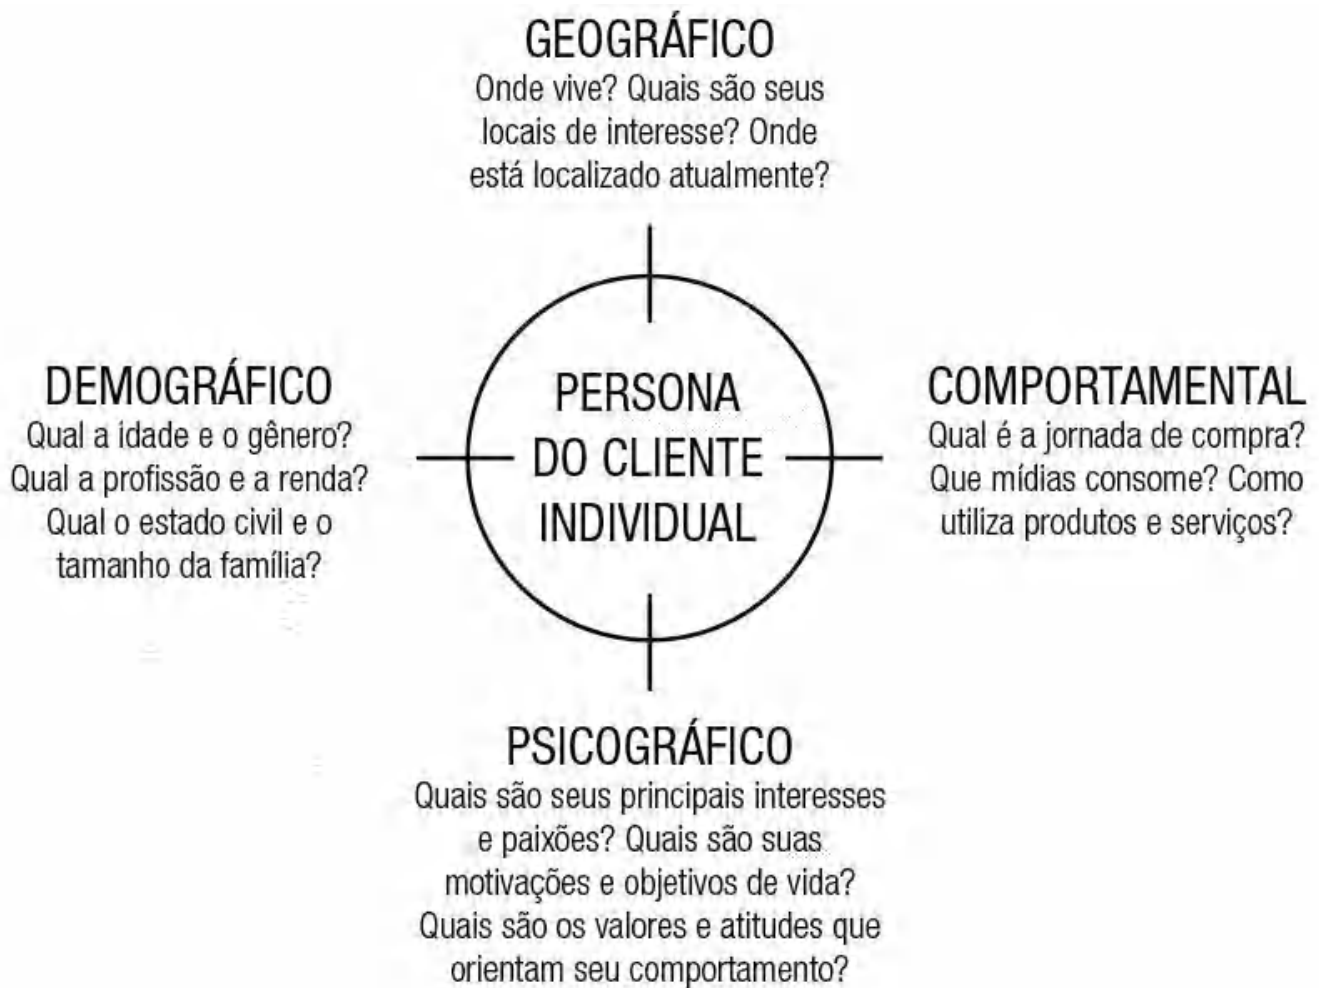 GEOGRÁFICO
Onde vive? Quais são seus
locais de interesse? Onde
está localizado atualmente?
DEMOGRÁFICO
Qual a idade e o gênero?
Qual a profissão e a renda?
Qual o estado civil e o
tamanho da família?
PERSONA
DO CLIENTE
INDIVIDUAL
COMPORTAMENTAL
Qual é a jornada de compra?
Que mídias consome? Como
utiliza produtos e serviços?
PSICOGRÁFICO
Quais são seus principais interesses
e paixões? Quais são suas
motivações e objetivos de vida?
Quais são os valores e atitudes que
orientam seu comportamento?